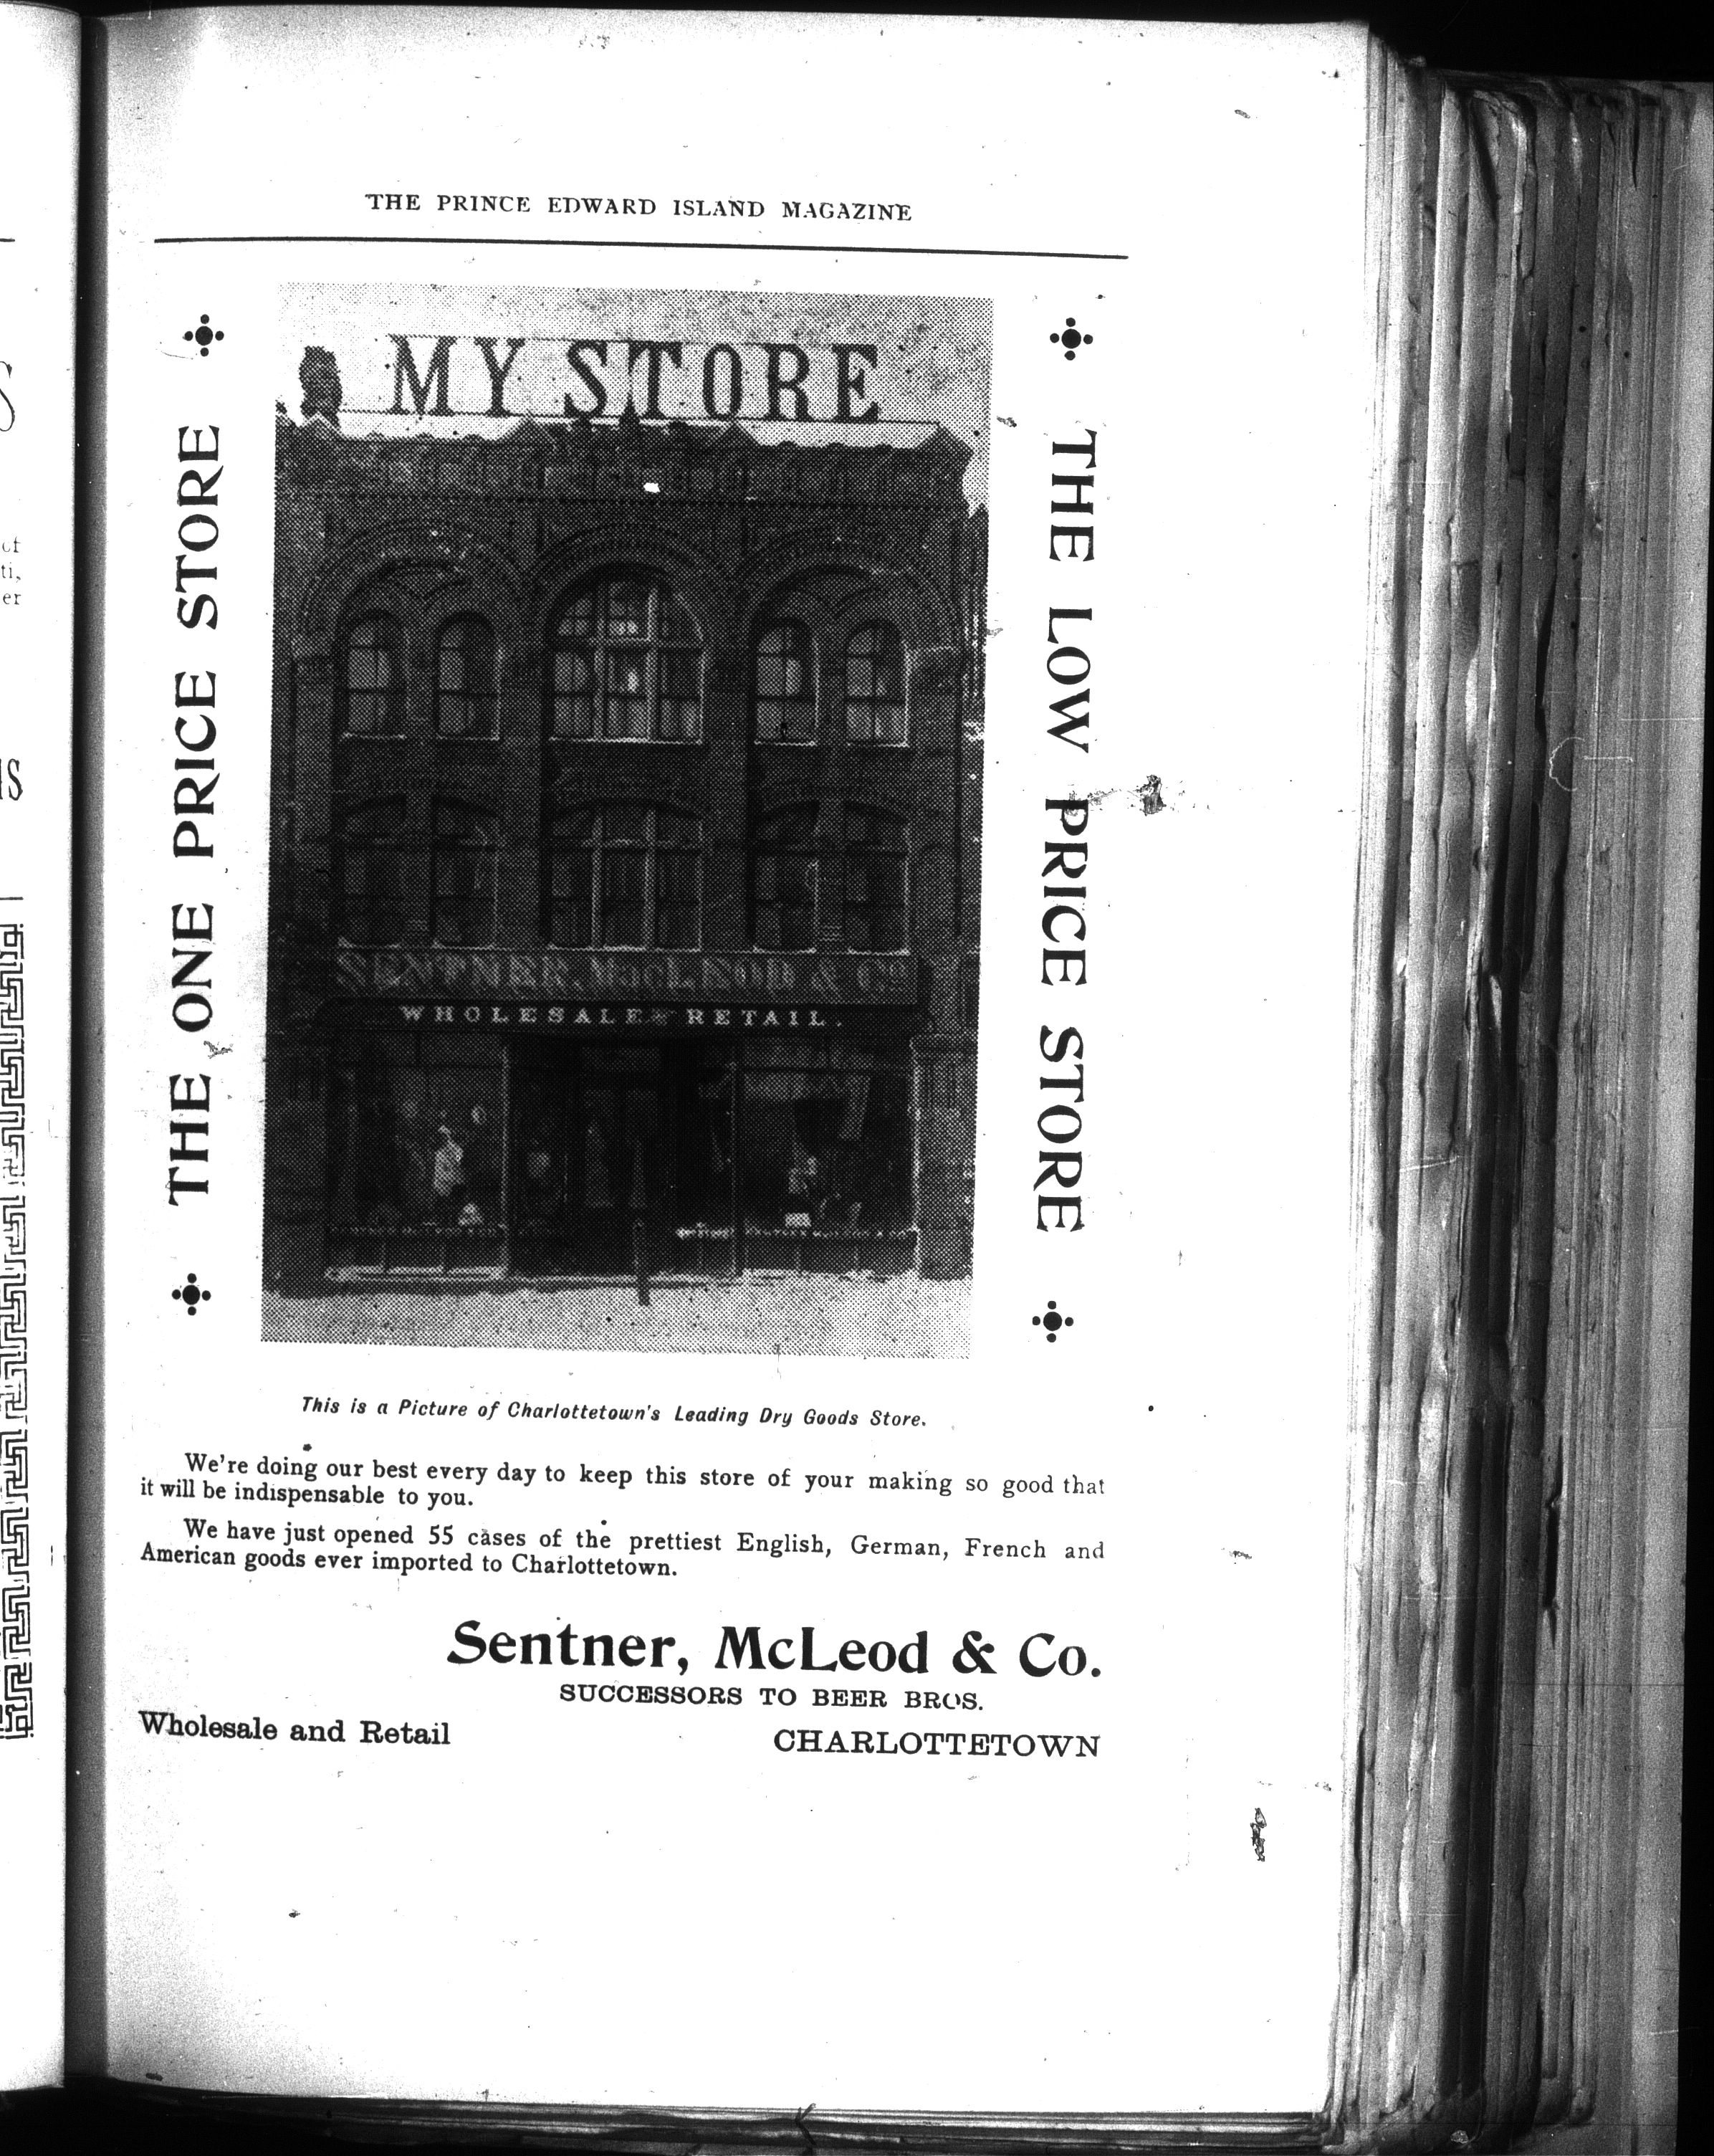 THE PRINCE EDWARD ISLAND MAGAZINE
THE ONE PRICE STORE
MY STORE
SENTNER, MacLEOD & Co
WHOLESALE & RETAIL.
THE LOW PRICE STORE
This is a Picture of Charlottetown's Leading Dry Goods Store.
We're doing our best every day to keep this store of your making so good that
it will be indispensable to you.
We have just opened 55 cases of the prettiest English, German, French and
American goods ever imported to Charlottetown.
Sentner, McLeod & Co.
SUCCESSORS TO BEER BROS.
Wholesale and Retail
CHARLOTTETOWN